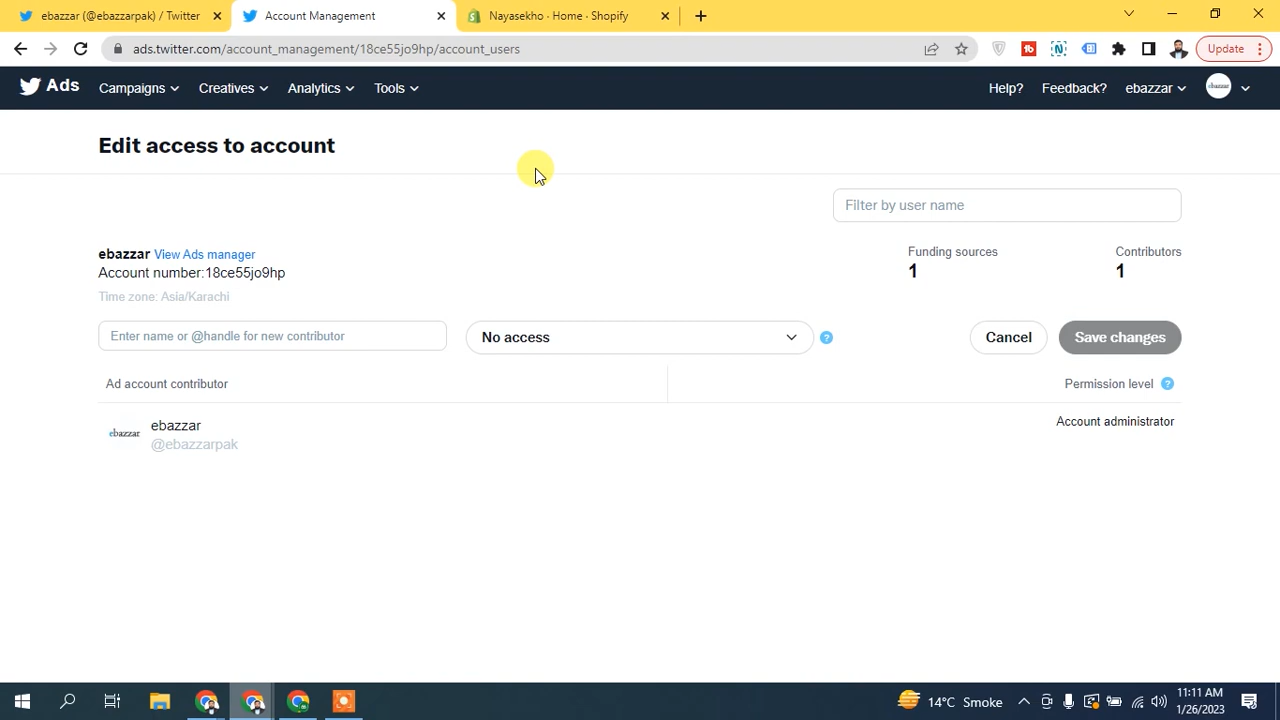 ebazzar (@ebazzarpak) / Twitter
Account Management
Nayasekho · Home · Shopify
ads.twitter.com/account_management/18ce55jo9hp/account_users
Update
Ads
Campaigns
Creatives
Analytics
Tools
Help?
Feedback?
ebazzar
ebazzar
Edit access to account
Filter by user name
ebazzar View Ads manager
Account number:18ce55jo9hp
Time zone: Asia/Karachi
Funding sources
1
Contributors
1
Enter name or @handle for new contributor
No access
?
Cancel
Save changes
Ad account contributor
Permission level ?
ebazzar
ebazzar
@ebazzarpak
Account administrator
14°C Smoke
11:11 AM
1/26/2023